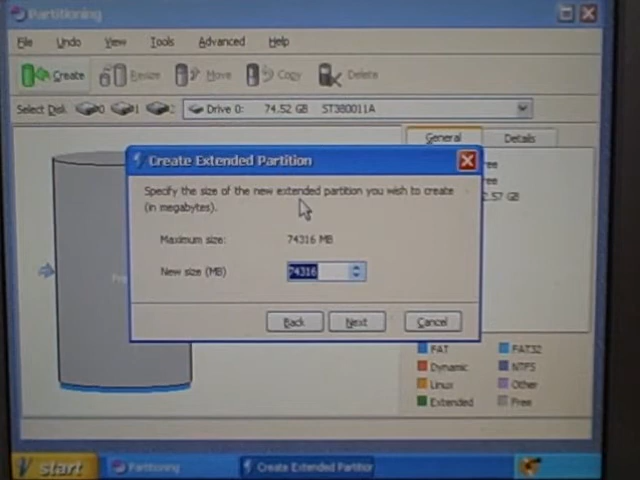 Partitioning
File Undo View Tools Advanced Help
Create Resize Move Copy Delete
Select Disk 0 1 2 Drive 0: 74.52 GB ST380011A
General Details
Create Extended Partition
Specify the size of the new extended partition you wish to create
(in megabytes).
Maximum size: 74316 MB
New size (MB) 74316
Back Next Cancel
FAT FAT32
Dynamic NTFS
Linux Other
Extended Free
start Partitioning Create Extended Partition